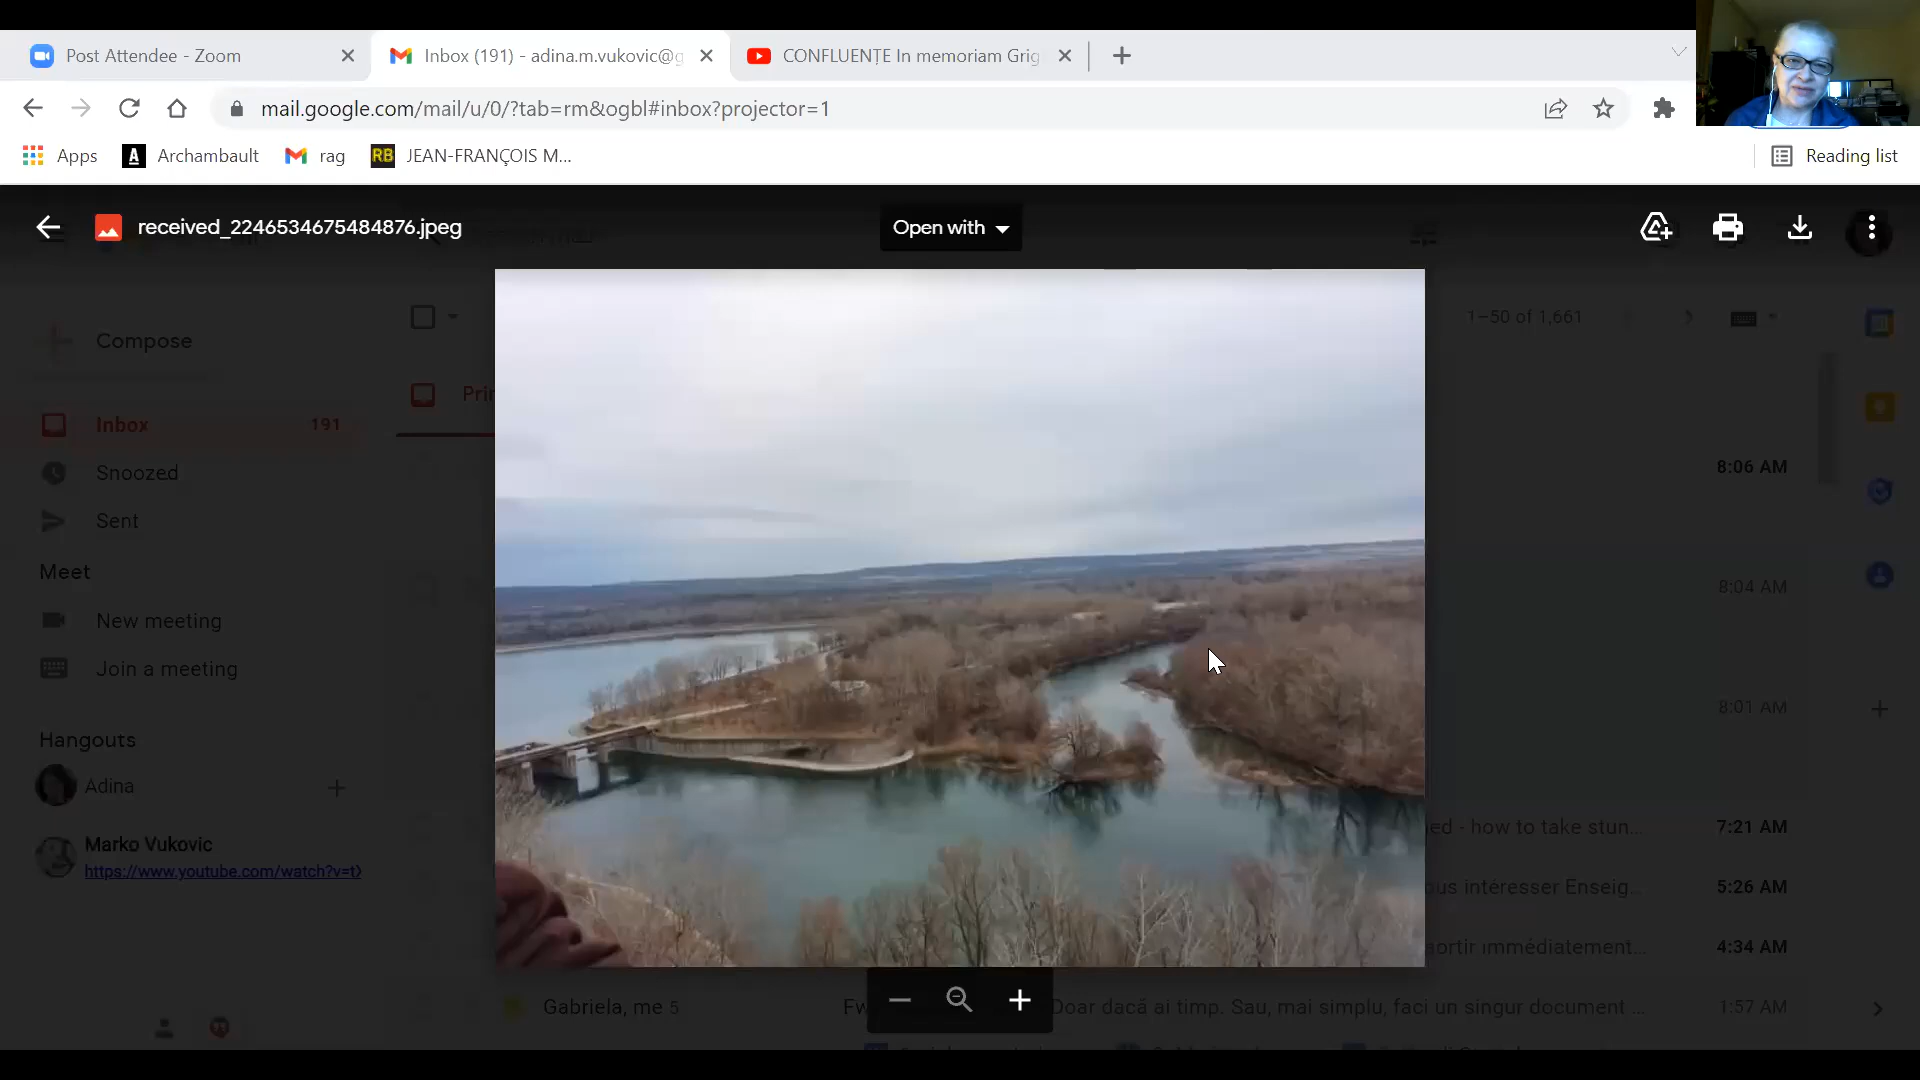 Post Attendee - Zoom
Inbox (191) - adina.m.vukovic@g
CONFLUENȚE In memoriam Grig
mail.google.com/mail/u/0/?tab=rm&ogbl#inbox?projector=1
Apps
A
Archambault
rag
RB
JEAN-FRANÇOIS M...
Reading list
received_2246534675484876.jpeg
Open with
Compose
1–50 of 1,661
Prin
Inbox
191
Snoozed
8:06 AM
Sent
Meet
8:04 AM
New meeting
Join a meeting
8:01 AM
Hangouts
Adina
Marko Vukovic
https://www.youtube.com/watch?v=t
ed - how to take stun...
7:21 AM
ous intéresser Enseig...
5:26 AM
sortir immédiatement...
4:34 AM
Gabriela, me 5
Fw
Doar dacă ai timp. Sau, mai simplu, faci un singur document ...
1:57 AM